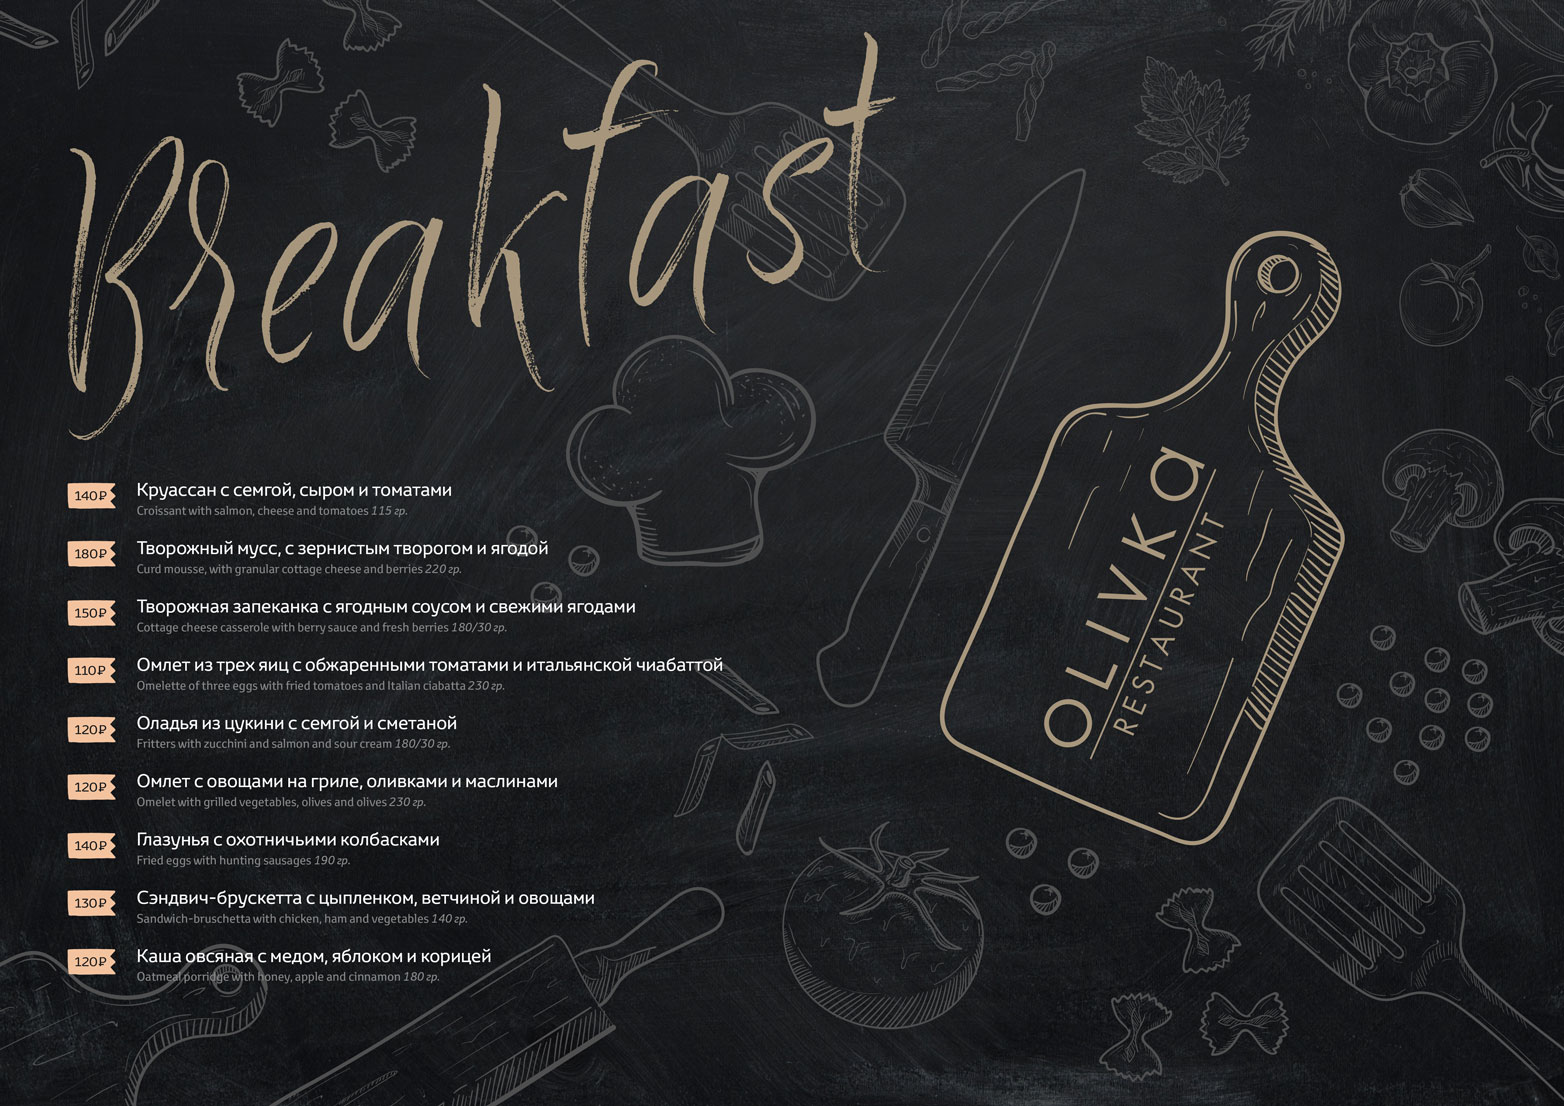 Breakfast
140₽
Круассан с семгой, сыром и томатами
Croissant with salmon, cheese and tomatoes 115 гр.
180₽
Творожный мусс, с зернистым творогом и ягодой
Curd mousse, with granular cottage cheese and berries 220 гр.
150₽
Творожная запеканка с ягодным соусом и свежими ягодами
Cottage cheese casserole with berry sauce and fresh berries 180/30 гр.
110₽
Омлет из трех яиц с обжаренными томатами и итальянской чиабаттой
Omelette of three eggs with fried tomatoes and Italian ciabatta 230 гр.
120₽
Оладья из цукини с семгой и сметаной
Fritters with zucchini and salmon and sour cream 180/30 гр.
120₽
Омлет с овощами на гриле, оливками и маслинами
Omelet with grilled vegetables, olives and olives 230 гр.
140₽
Глазунья с охотничьими колбасками
Fried eggs with hunting sausages 190 гр.
130₽
Сэндвич-брускетта с цыпленком, ветчиной и овощами
Sandwich-bruschetta with chicken, ham and vegetables 140 гр.
120₽
Каша овсяная с медом, яблоком и корицей
Oatmeal porridge with honey, apple and cinnamon 180 гр.
OLIVKa
RESTAURANT